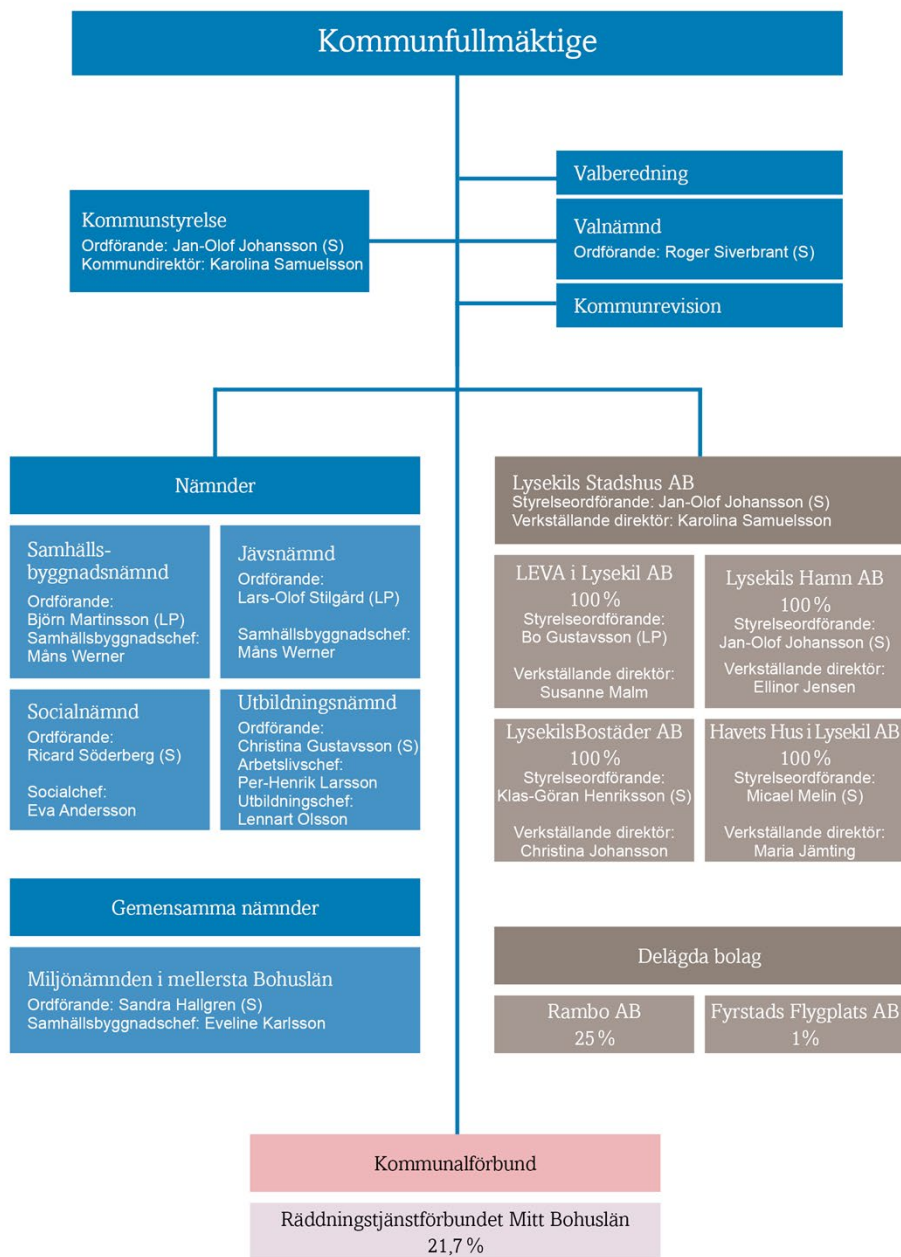 Kommunfullmäktige
Kommunstyrelse
Ordförande: Jan-Olof Johansson (S)
Kommundirektör: Karolina Samuelsson
Valberedning
Valnämnd
Ordförande: Roger Siverbrant (S)
Kommunrevision
Nämnder
Samhälls-
byggnadsnämnd
Ordförande:
Björn Martinsson (LP)
Samhällsbyggnadschef:
Måns Werner
Jävsnämnd
Ordförande:
Lars-Olof Stilgård (LP)
Samhällsbyggnadschef:
Måns Werner
Socialnämnd
Ordförande:
Ricard Söderberg (S)
Socialchef:
Eva Andersson
Utbildningsnämnd
Ordförande:
Christina Gustavsson (S)
Arbetslivschef:
Per-Henrik Larsson
Utbildningschef:
Lennart Olsson
Gemensamma nämnder
Miljönämnden i mellersta Bohuslän
Ordförande: Sandra Hallgren (S)
Samhällsbyggnadschef: Eveline Karlsson
Lysekils Stadshus AB
Styrelseordförande: Jan-Olof Johansson (S)
Verkställande direktör: Karolina Samuelsson
LEVA i Lysekil AB
100 %
Styrelseordförande:
Bo Gustavsson (LP)
Verkställande direktör:
Susanne Malm
Lysekils Hamn AB
100 %
Styrelseordförande:
Jan-Olof Johansson (S)
Verkställande direktör:
Ellinor Jensen
LysekilsBostäder AB
100 %
Styrelseordförande:
Klas-Göran Henriksson (S)
Verkställande direktör:
Christina Johansson
Havets Hus i Lysekil AB
100 %
Styrelseordförande:
Micael Melin (S)
Verkställande direktör:
Maria Jämting
Delägda bolag
Rambo AB
25 %
Fyrstads Flygplats AB
1%
Kommunalförbund
Räddningstjänstförbundet Mitt Bohuslän
21,7 %